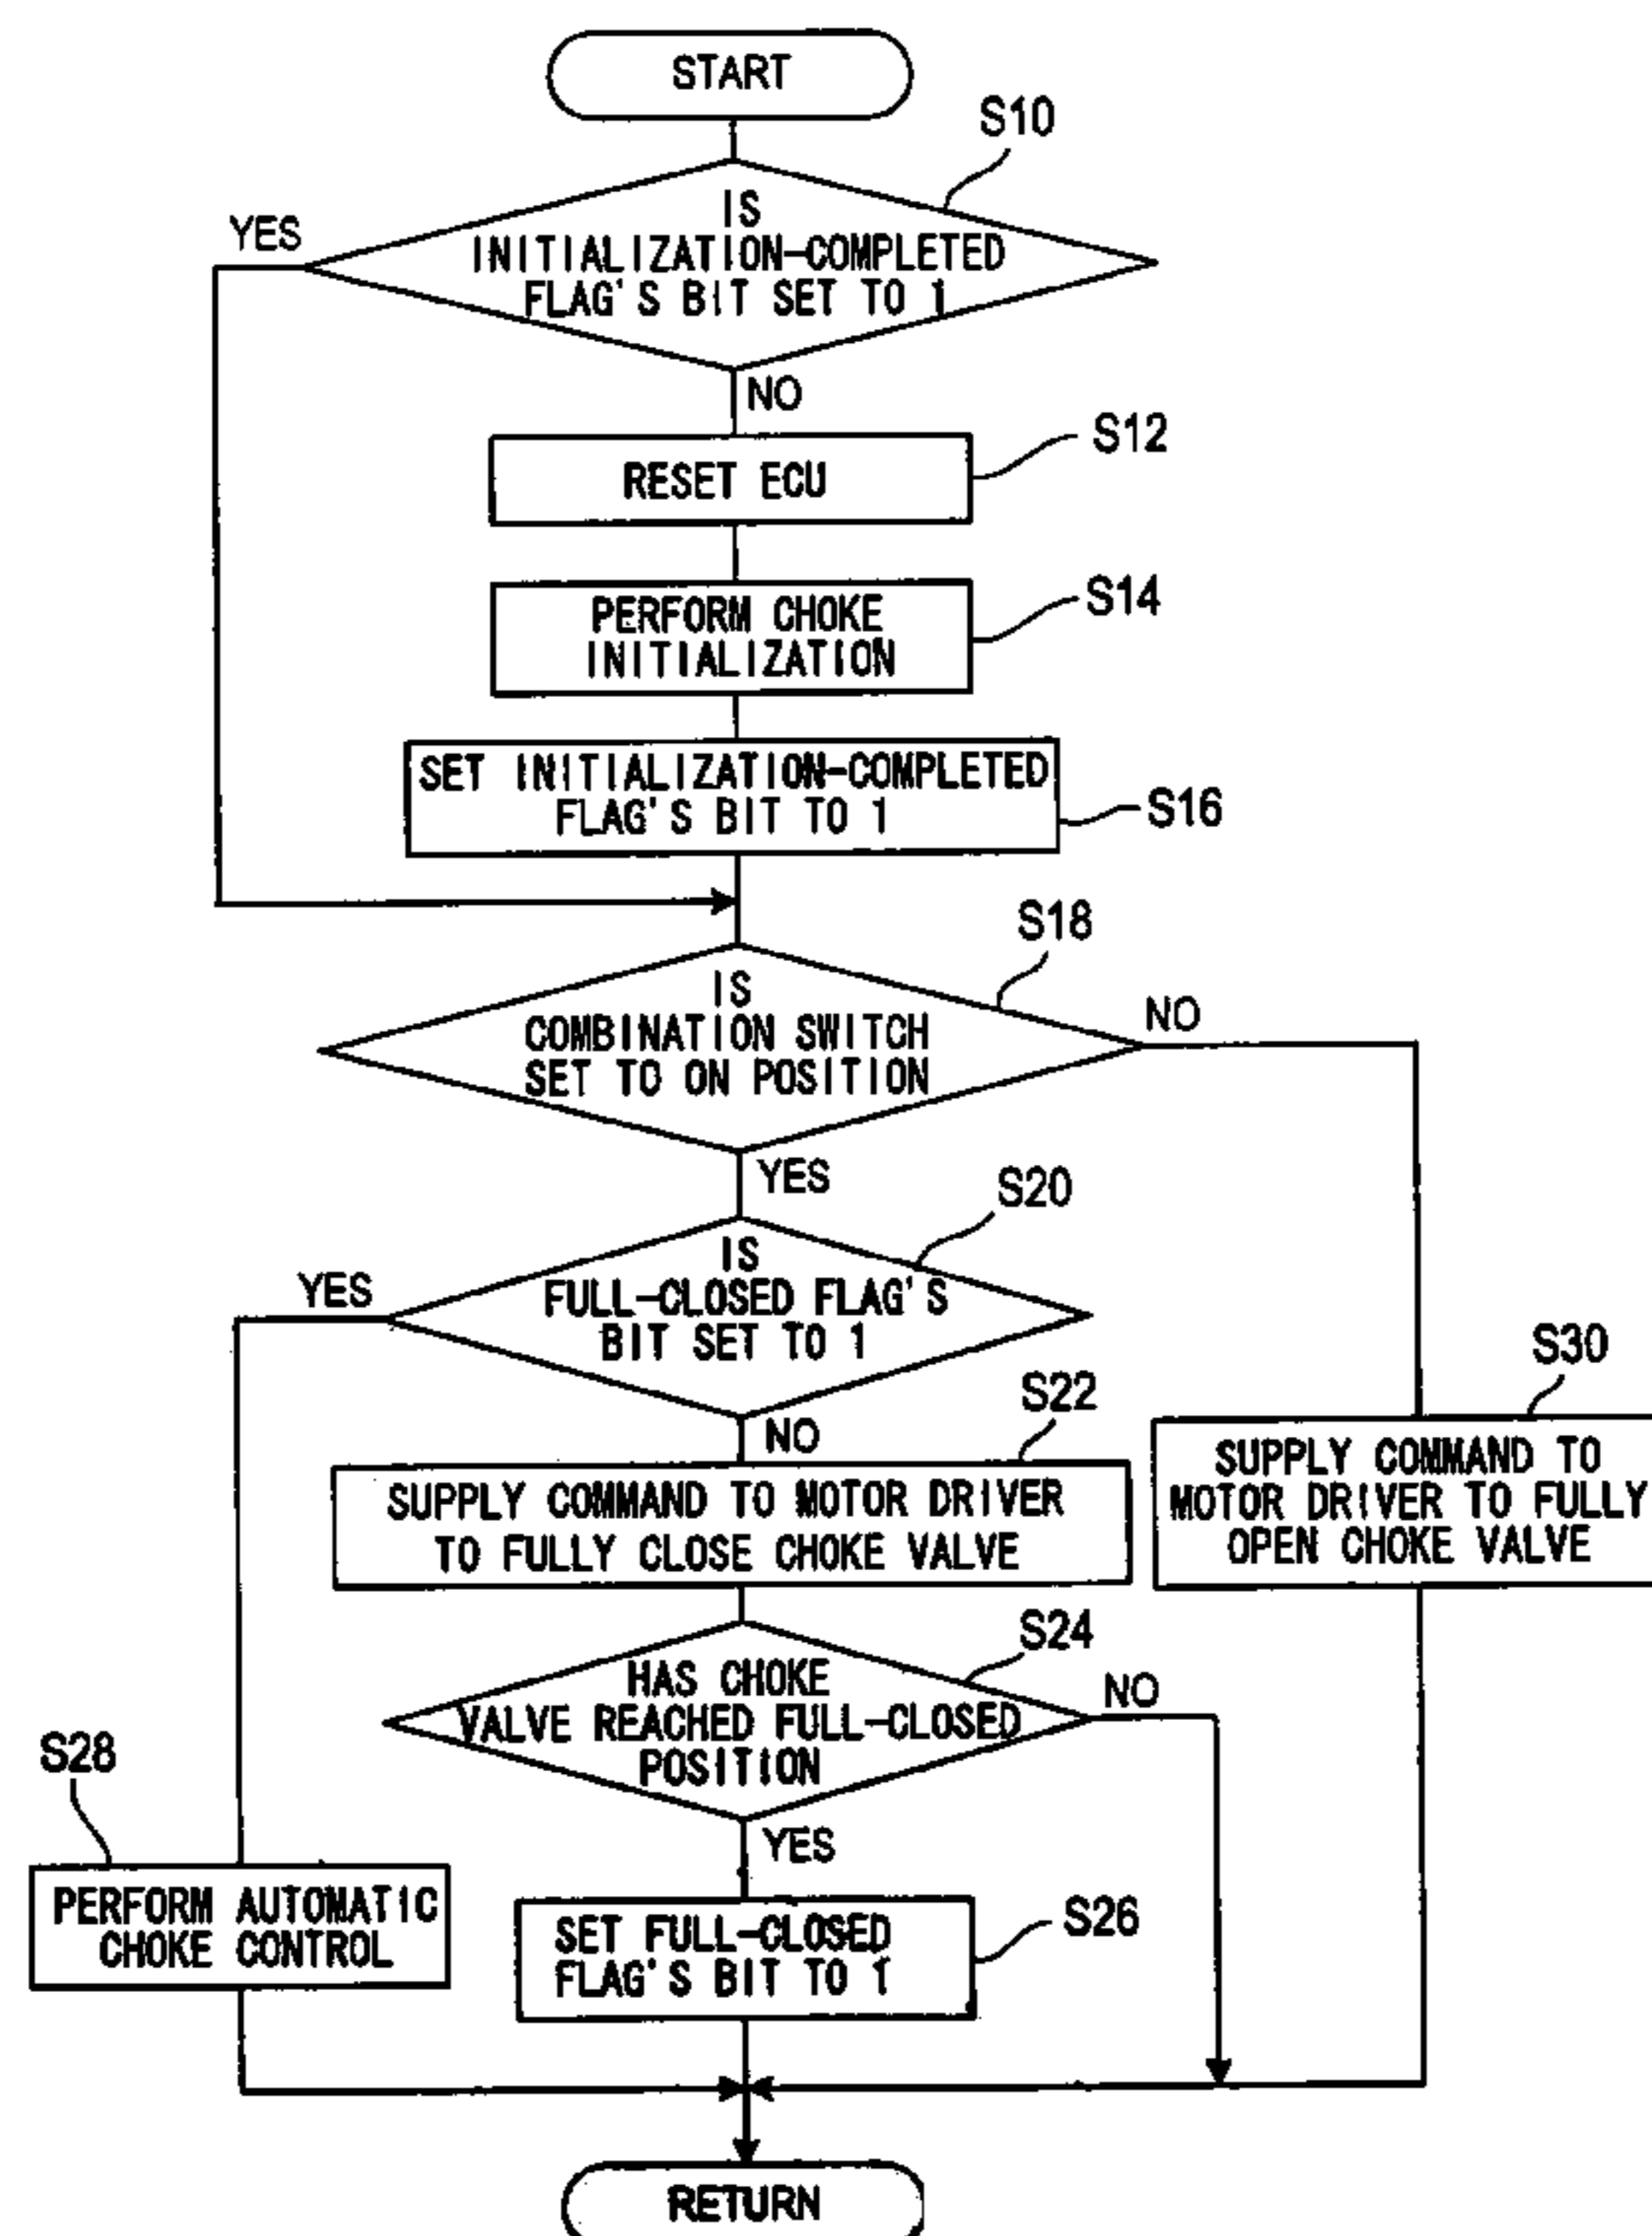 START
S10
IS
INITIALIZATION-COMPLETED
FLAG'S BIT SET TO 1
YES
NO
RESET ECU
S12
PERFORM CHOKE
INITIALIZATION
S14
SET INITIALIZATION-COMPLETED
FLAG'S BIT TO 1
S16
S18
IS
COMBINATION SWITCH
SET TO ON POSITION
NO
YES
S20
IS
FULL-CLOSED FLAG'S
BIT SET TO 1
YES
NO
S22
SUPPLY COMMAND TO MOTOR DRIVER
TO FULLY CLOSE CHOKE VALVE
S30
SUPPLY COMMAND TO
MOTOR DRIVER TO FULLY
OPEN CHOKE VALVE
S24
HAS CHOKE
VALVE REACHED FULL-CLOSED
POSITION
NO
YES
S28
PERFORM AUTOMATIC
CHOKE CONTROL
SET FULL-CLOSED
FLAG'S BIT TO 1
S26
RETURN